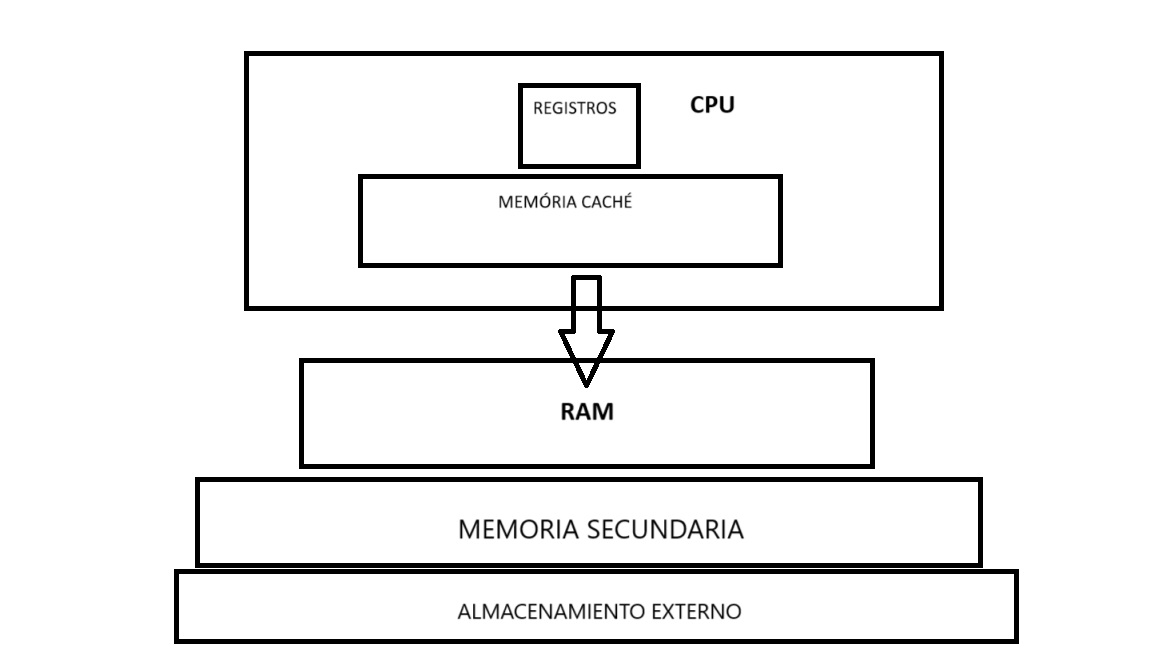 REGISTROS
CPU
MEMÓRIA CACHÉ
RAM
MEMORIA SECUNDARIA
ALMACENAMIENTO EXTERNO